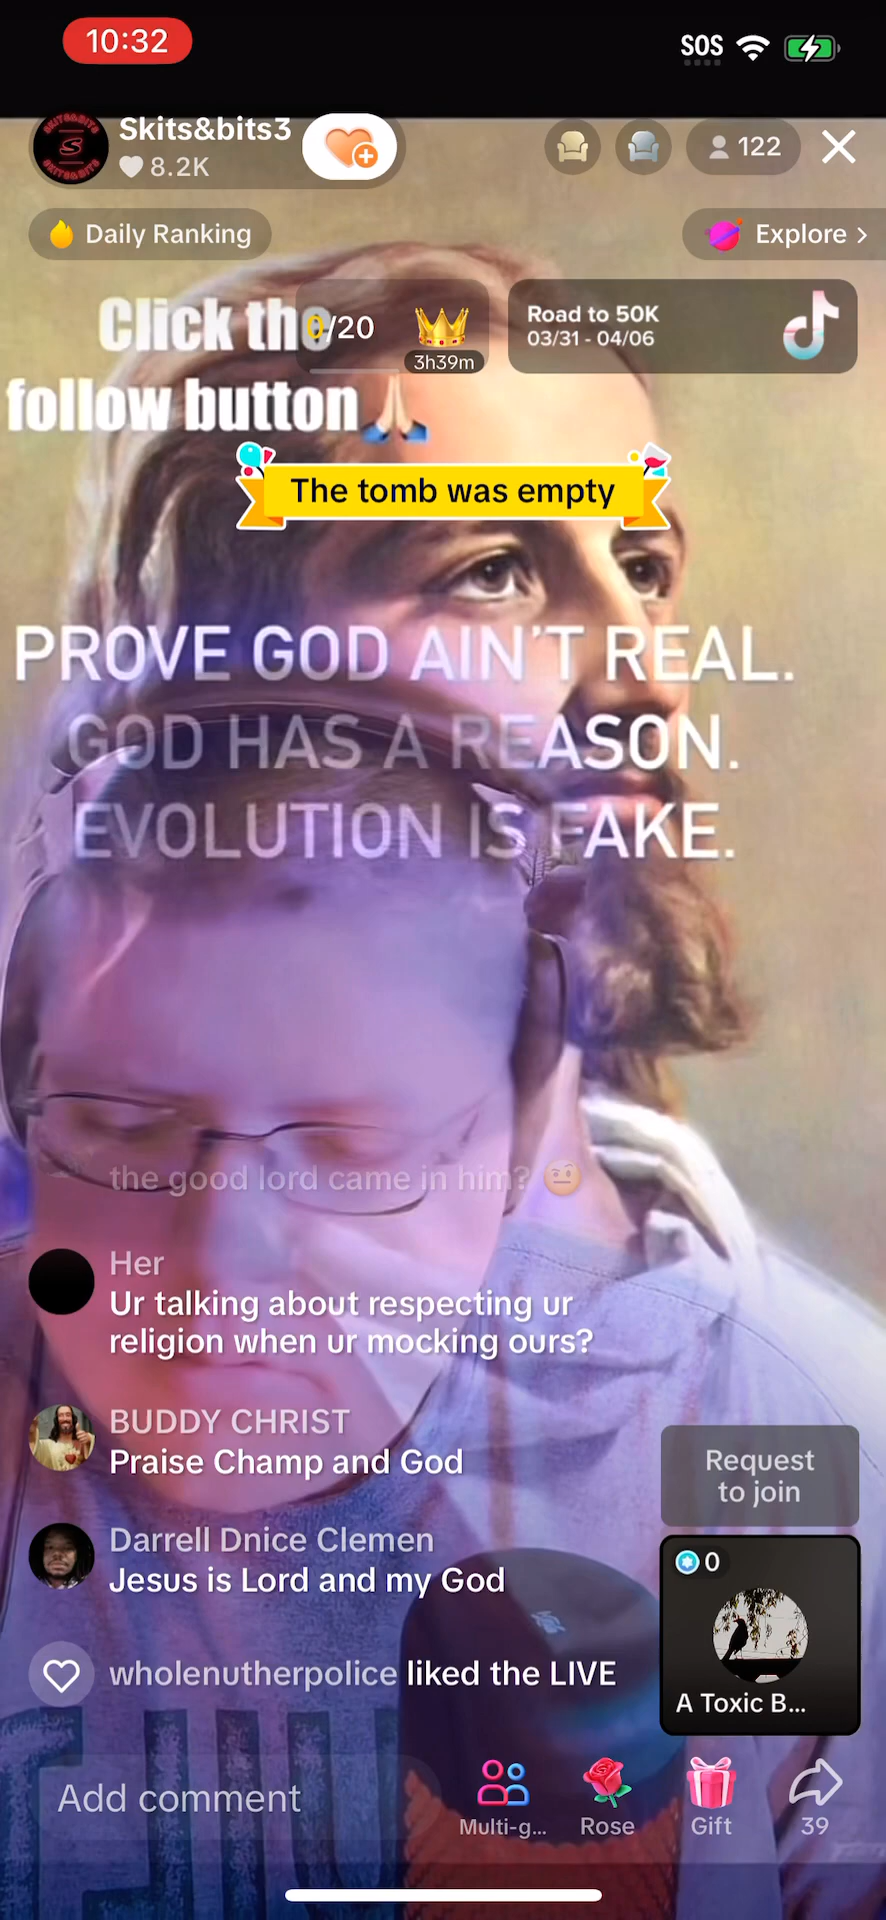 10:32
SOS
Skits&bits3
8.2K
122
Daily Ranking
Explore >
Click the
0/20
3h39m
Road to 50K
03/31 - 04/06
follow button🙏🏻
The tomb was empty
PROVE GOD AIN'T REAL.
GOD HAS A REASON.
EVOLUTION IS FAKE.
the good lord came in him? 🤨
Her
Ur talking about respecting ur
religion when ur mocking ours?
BUDDY CHRIST
Praise Champ and God
Darrell Dnice Clemen
Jesus is Lord and my God
wholenutherpolice liked the LIVE
Request
to join
0
A Toxic B...
Add comment
Multi-g...
Rose
Gift
39